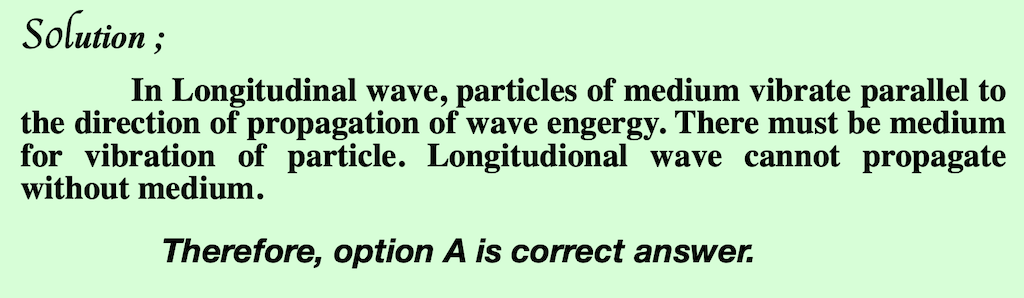 Solution ;
In Longitudinal wave, particles of medium vibrate parallel to
the direction of propagation of wave engergy. There must be medium
for vibration of particle. Longitudional wave cannot propagate
without medium.
Therefore, option A is correct answer.